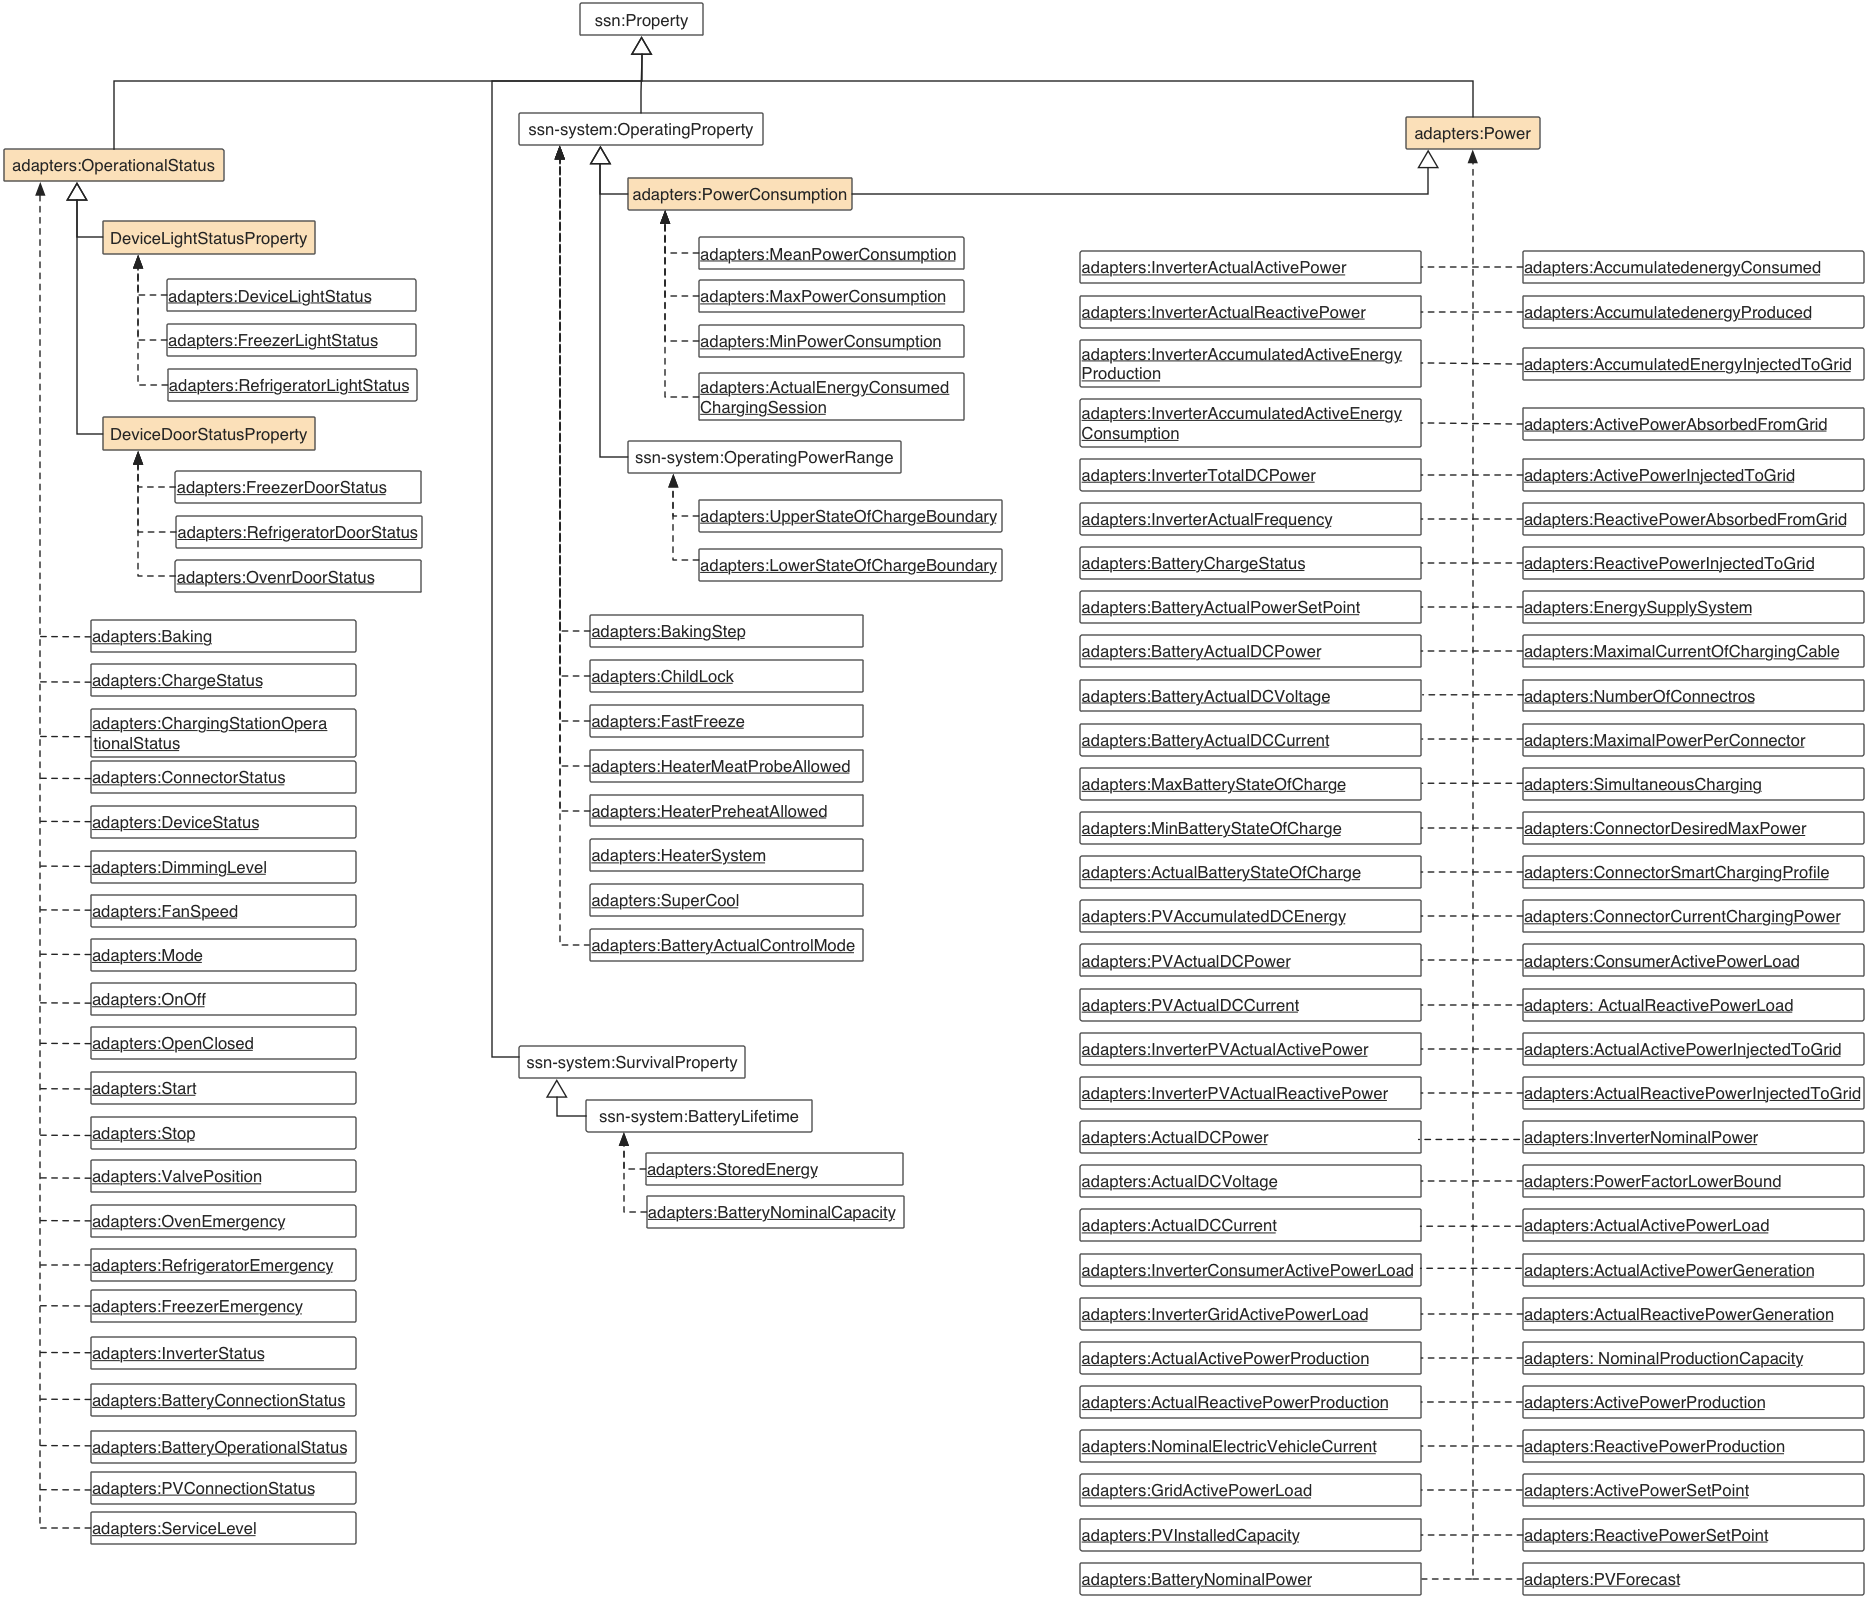 ssn:Property
ssn-system:OperatingProperty
adapters:Power
adapters:OperationalStatus
adapters:PowerConsumption
DeviceLightStatusProperty
adapters:DeviceLightStatus
adapters:FreezerLightStatus
adapters:RefrigeratorLightStatus
DeviceDoorStatusProperty
adapters:FreezerDoorStatus
adapters:RefrigeratorDoorStatus
adapters:OvenrDoorStatus
adapters:Baking
adapters:ChargeStatus
adapters:ChargingStationOpera
tionalStatus
adapters:ConnectorStatus
adapters:DeviceStatus
adapters:DimmingLevel
adapters:FanSpeed
adapters:Mode
adapters:OnOff
adapters:OpenClosed
adapters:Start
adapters:Stop
adapters:ValvePosition
adapters:OvenEmergency
adapters:RefrigeratorEmergency
adapters:FreezerEmergency
adapters:InverterStatus
adapters:BatteryConnectionStatus
adapters:BatteryOperationalStatus
adapters:PVConnectionStatus
adapters:ServiceLevel
adapters:MeanPowerConsumption
adapters:MaxPowerConsumption
adapters:MinPowerConsumption
adapters:ActualEnergyConsumed
ChargingSession
ssn-system:OperatingPowerRange
adapters:UpperStateOfChargeBoundary
adapters:LowerStateOfChargeBoundary
adapters:BakingStep
adapters:ChildLock
adapters:FastFreeze
adapters:HeaterMeatProbeAllowed
adapters:HeaterPreheatAllowed
adapters:HeaterSystem
adapters:SuperCool
adapters:BatteryActualControlMode
ssn-system:SurvivalProperty
ssn-system:BatteryLifetime
adapters:StoredEnergy
adapters:BatteryNominalCapacity
adapters:InverterActualActivePower
adapters:InverterActualReactivePower
adapters:InverterAccumulatedActiveEnergy
Production
adapters:InverterAccumulatedActiveEnergy
Consumption
adapters:InverterTotalDCPower
adapters:InverterActualFrequency
adapters:BatteryChargeStatus
adapters:BatteryActualPowerSetPoint
adapters:BatteryActualDCPower
adapters:BatteryActualDCVoltage
adapters:BatteryActualDCCurrent
adapters:MaxBatteryStateOfCharge
adapters:MinBatteryStateOfCharge
adapters:ActualBatteryStateOfCharge
adapters:PVAccumulatedDCEnergy
adapters:PVActualDCPower
adapters:PVActualDCCurrent
adapters:InverterPVActualActivePower
adapters:InverterPVActualReactivePower
adapters:ActualDCPower
adapters:ActualDCVoltage
adapters:ActualDCCurrent
adapters:InverterConsumerActivePowerLoad
adapters:InverterGridActivePowerLoad
adapters:ActualActivePowerProduction
adapters:ActualReactivePowerProduction
adapters:NominalElectricVehicleCurrent
adapters:GridActivePowerLoad
adapters:PVInstalledCapacity
adapters:BatteryNominalPower
adapters:AccumulatedenergyConsumed
adapters:AccumulatedenergyProduced
adapters:AccumulatedEnergyInjectedToGrid
adapters:ActivePowerAbsorbedFromGrid
adapters:ActivePowerInjectedToGrid
adapters:ReactivePowerAbsorbedFromGrid
adapters:ReactivePowerInjectedToGrid
adapters:EnergySupplySystem
adapters:MaximalCurrentOfChargingCable
adapters:NumberOfConnectros
adapters:MaximalPowerPerConnector
adapters:SimultaneousCharging
adapters:ConnectorDesiredMaxPower
adapters:ConnectorSmartChargingProfile
adapters:ConnectorCurrentChargingPower
adapters:ConsumerActivePowerLoad
adapters: ActualReactivePowerLoad
adapters:ActualActivePowerInjectedToGrid
adapters:ActualReactivePowerInjectedToGrid
adapters:InverterNominalPower
adapters:PowerFactorLowerBound
adapters:ActualActivePowerLoad
adapters:ActualActivePowerGeneration
adapters:ActualReactivePowerGeneration
adapters: NominalProductionCapacity
adapters:ActivePowerProduction
adapters:ReactivePowerProduction
adapters:ActivePowerSetPoint
adapters:ReactivePowerSetPoint
adapters:PVForecast